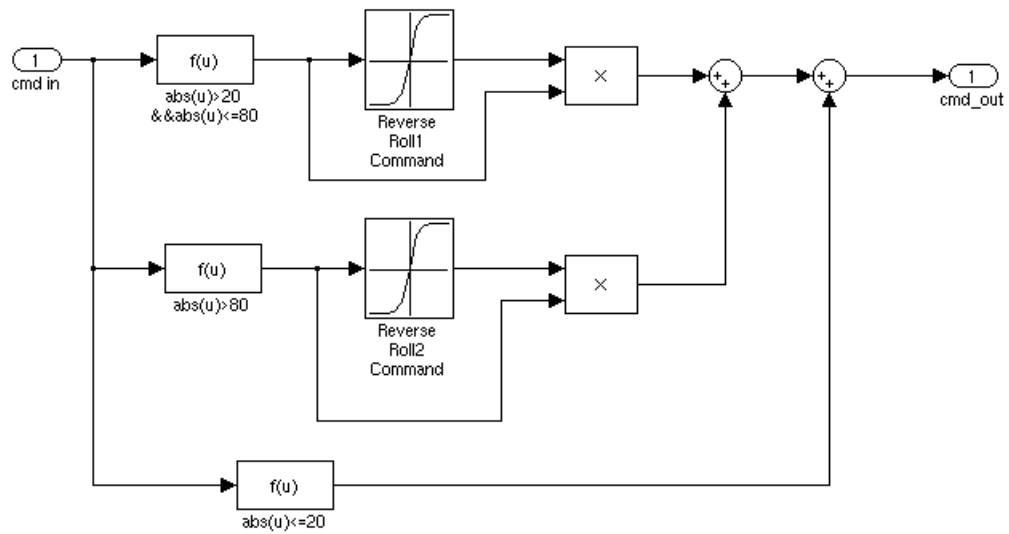 1
cmd in
f(u)
abs(u)>20
&&abs(u)<=80
Reverse
Roll1
Command
×
+
+
+
+
1
cmd_out
f(u)
abs(u)>80
Reverse
Roll2
Command
×
f(u)
abs(u)<=20